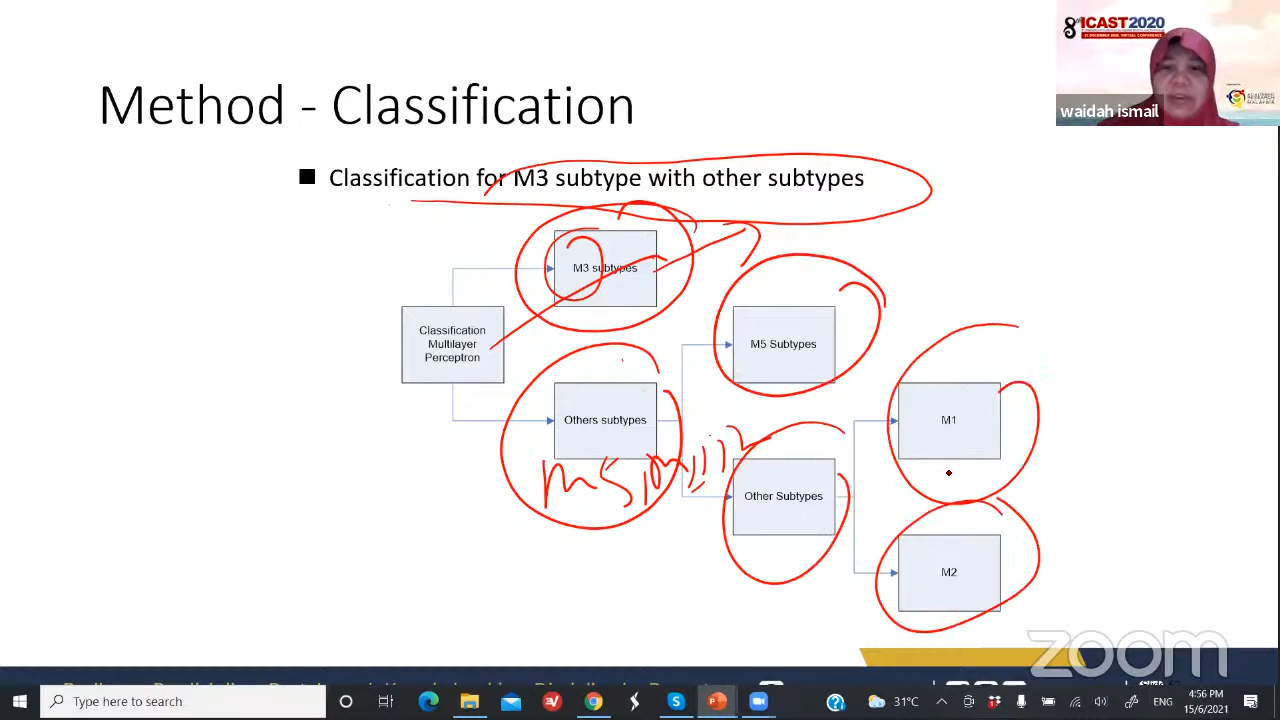 8th ICAST2020
waidah ismail
Method - Classification
Classification for M3 subtype with other subtypes
M3 subtypes
Classification
Multilayer
Perceptron
M5 Subtypes
Others subtypes
M1
M5, M
Other Subtypes
M2
zoom
Type here to search
31°C
ENG
4:56 PM
15/6/2021